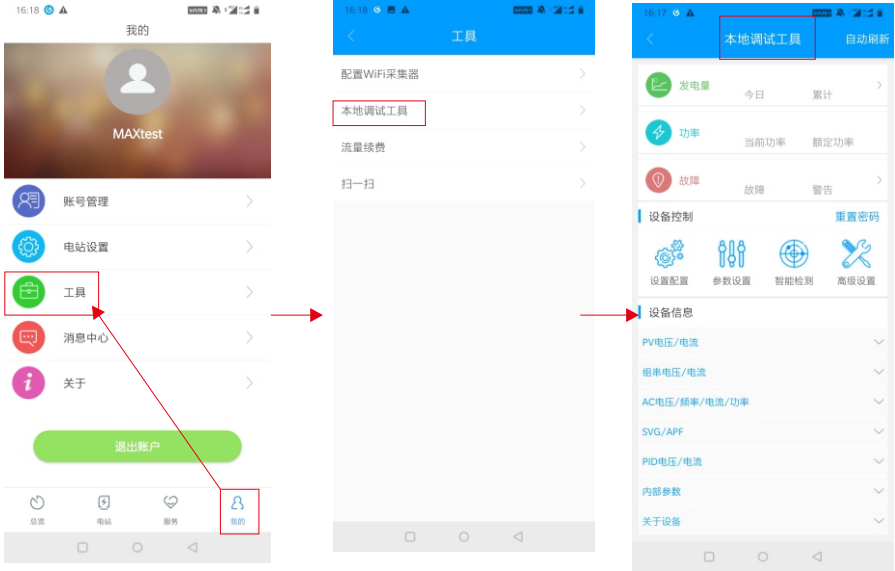 16:18
我的
MAXtest
账号管理
电站设置
工具
消息中心
关于
退出账户
总览
电站
服务
我的
16:18
工具
配置WiFi采集器
本地调试工具
流量续费
扫一扫
16:17
本地调试工具
自动刷新
发电量
今日
累计
功率
当前功率
额定功率
故障
故障
警告
设备控制
重置密码
设置配置
参数设置
智能检测
高级设置
设备信息
PV电压/电流
组串电压/电流
AC电压/频率/电流/功率
SVG/APF
PID电压/电流
内部参数
关于设备